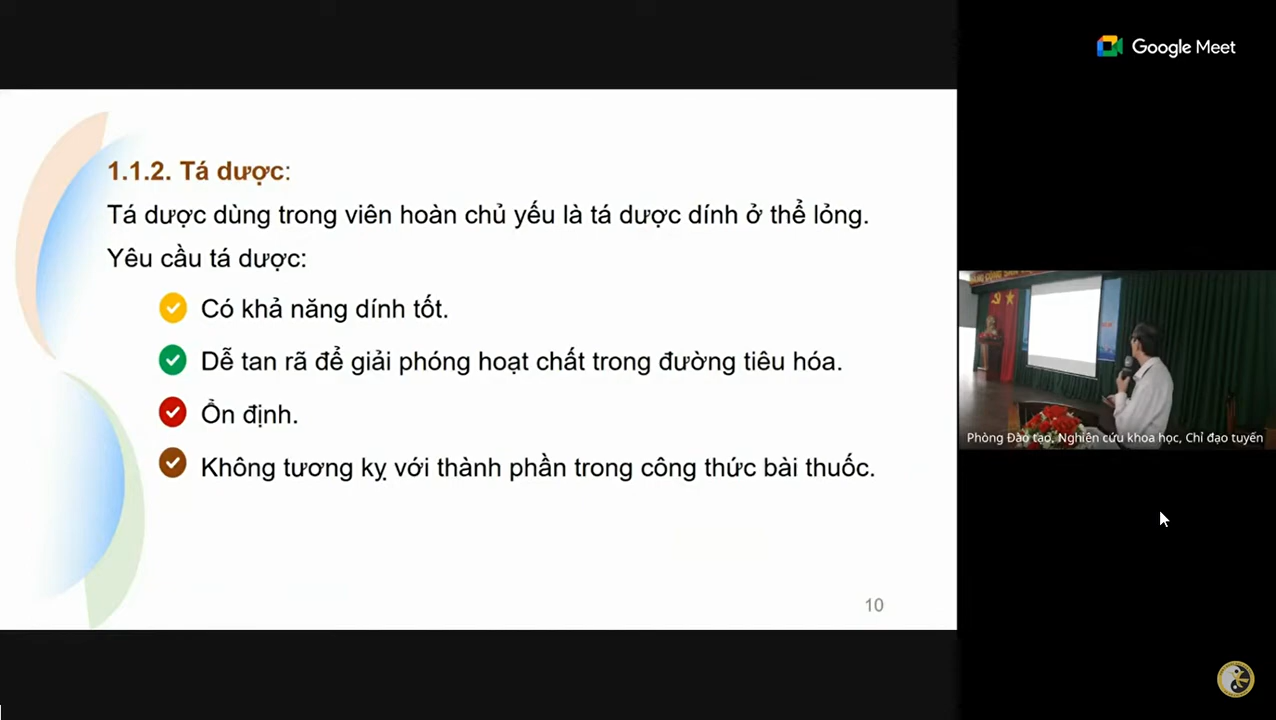 Google Meet
1.1.2. Tá dược:
Tá dược dùng trong viên hoàn chủ yếu là tá dược dính ở thể lỏng.
Yêu cầu tá dược:
Có khả năng dính tốt.
Dễ tan rã để giải phóng hoạt chất trong đường tiêu hóa.
Ổn định.
Không tương kỵ với thành phần trong công thức bài thuốc.
10
Phòng Đào tạo, Nghiên cứu khoa học, Chỉ đạo tuyến